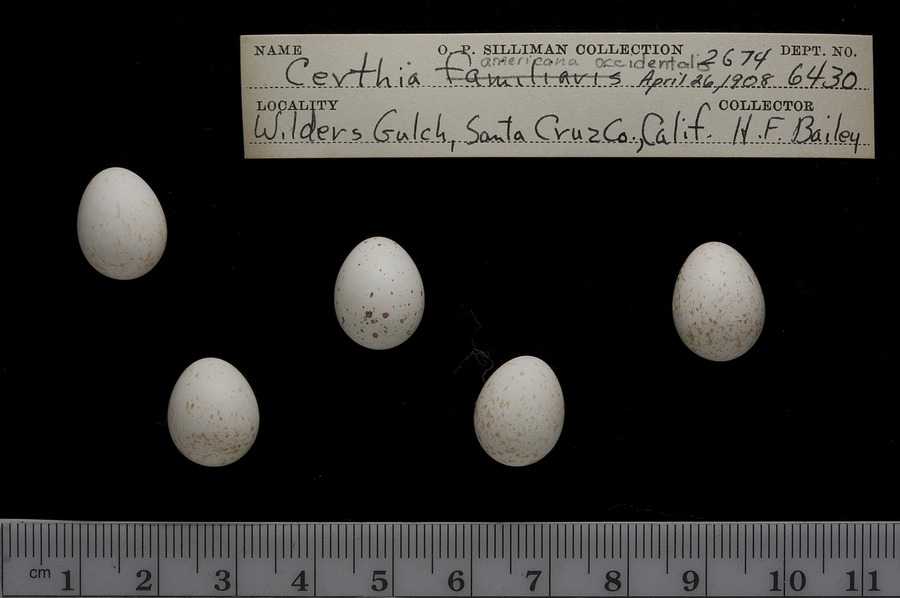 NAME O. P. SILLIMAN COLLECTION DEPT. NO.
americana occidentalis 2674
Certhia familiaris April 26, 1908 6430
LOCALITY COLLECTOR
Wilders Gulch, Santa Cruz Co., Calif. H. F. Bailey
cm 1 2 3 4 5 6 7 8 9 10 11